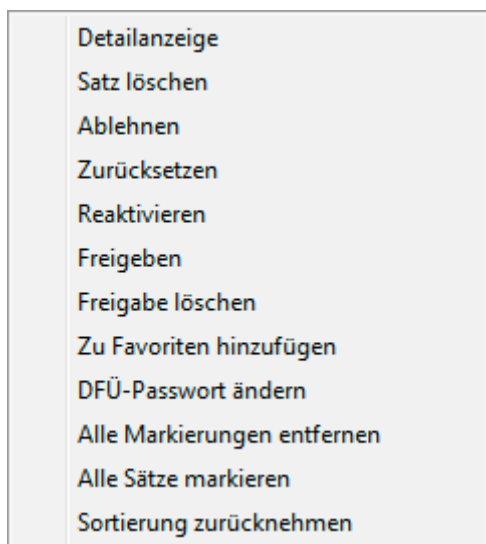 Detailanzeige
Satz löschen
Ablehnen
Zurücksetzen
Reaktivieren
Freigeben
Freigabe löschen
Zu Favoriten hinzufügen
DFÜ-Passwort ändern
Alle Markierungen entfernen
Alle Sätze markieren
Sortierung zurücknehmen